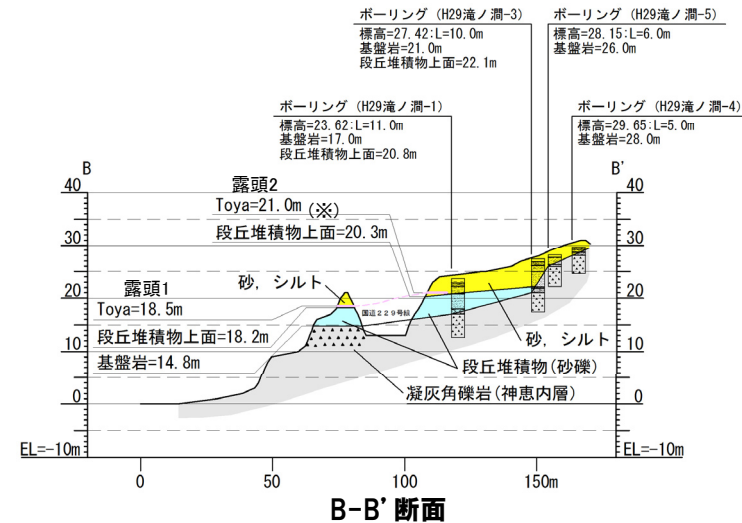 ボーリング (H29滝ノ澗-3)
標高=27.42:L=10.0m
基盤岩=21.0m
段丘堆積物上面=22.1m
ボーリング (H29滝ノ澗-5)
標高=28.15:L=6.0m
基盤岩=26.0m
ボーリング (H29滝ノ澗-1)
標高=23.62:L=11.0m
基盤岩=17.0m
段丘堆積物上面=20.8m
ボーリング (H29滝ノ澗-4)
標高=29.65:L=5.0m
基盤岩=28.0m
B
B'
40
40
露頭2
Toya=21.0m (※)
段丘堆積物上面=20.3m
30
30
砂，シルト
露頭1
Toya=18.5m
20
20
国道229号線
段丘堆積物上面=18.2m
砂，シルト
基盤岩=14.8m
10
10
段丘堆積物(砂礫)
凝灰角礫岩(神恵内層)
0
0
EL=-10m
EL=-10m
0
50
100
150m
B-B' 断面